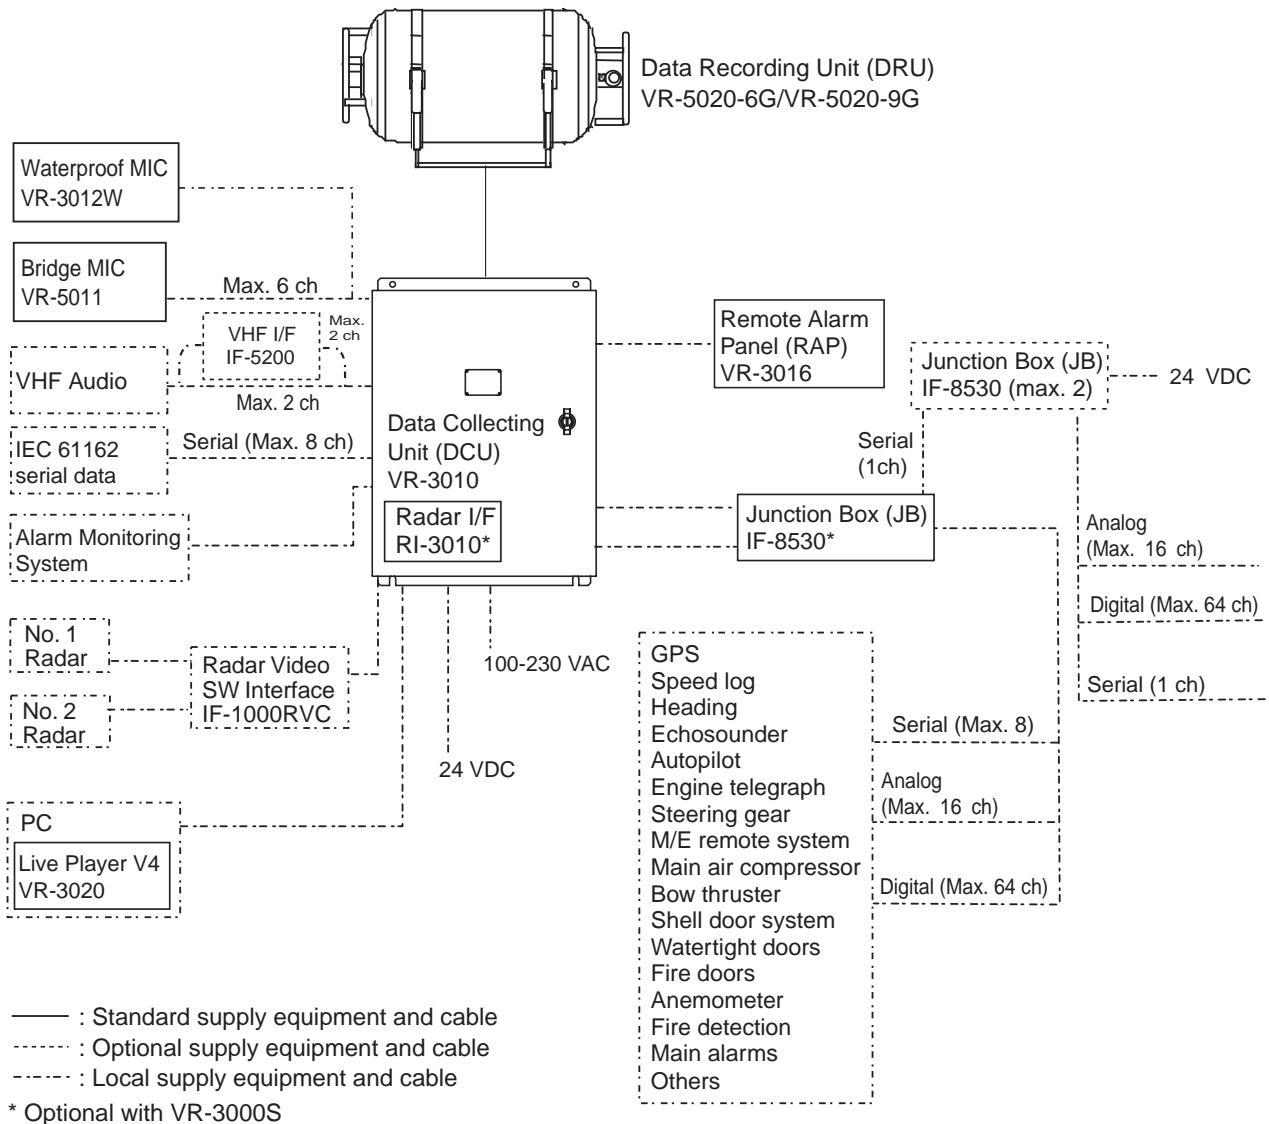 Data Recording Unit (DRU)
VR-5020-6G/VR-5020-9G
Waterproof MIC
VR-3012W
Bridge MIC
VR-5011
Max. 6 ch
VHF I/F
IF-5200
Max.
2 ch
VHF Audio
Max. 2 ch
IEC 61162
serial data
Serial (Max. 8 ch)
Alarm Monitoring
System
Data Collecting
Unit (DCU)
VR-3010
Radar I/F
RI-3010*
Remote Alarm
Panel (RAP)
VR-3016
Junction Box (JB)
IF-8530 (max. 2)
24 VDC
Serial
(1ch)
Junction Box (JB)
IF-8530*
Analog
(Max. 16 ch)
Digital (Max. 64 ch)
Serial (1 ch)
No. 1
Radar
No. 2
Radar
Radar Video
SW Interface
IF-1000RVC
100-230 VAC
24 VDC
PC
Live Player V4
VR-3020
GPS
Speed log
Heading
Echosounder
Autopilot
Engine telegraph
Steering gear
M/E remote system
Main air compressor
Bow thruster
Shell door system
Watertight doors
Fire doors
Anemometer
Fire detection
Main alarms
Others
Serial (Max. 8)
Analog
(Max. 16 ch)
Digital (Max. 64 ch)
: Standard supply equipment and cable
: Optional supply equipment and cable
: Local supply equipment and cable
* Optional with VR-3000S